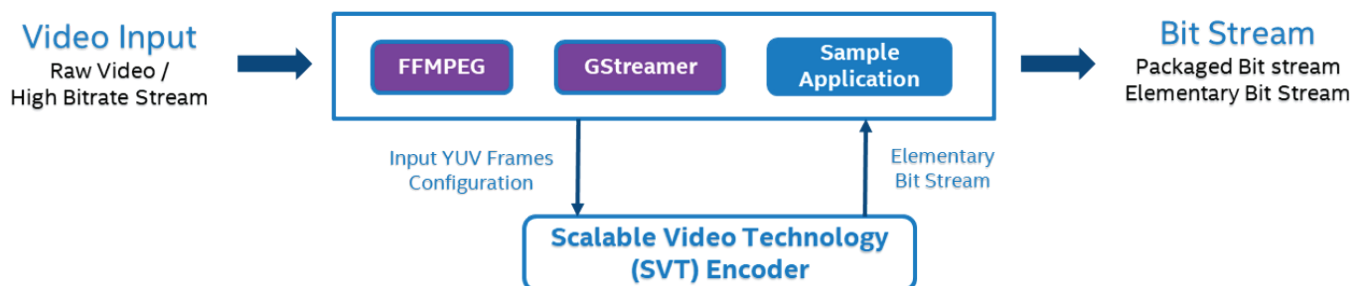 Video Input
Raw Video /
High Bitrate Stream
FFMPEG
GStreamer
Sample
Application
Bit Stream
Packaged Bit stream
Elementary Bit Stream
Input YUV Frames
Configuration
Elementary
Bit Stream
Scalable Video Technology
(SVT) Encoder